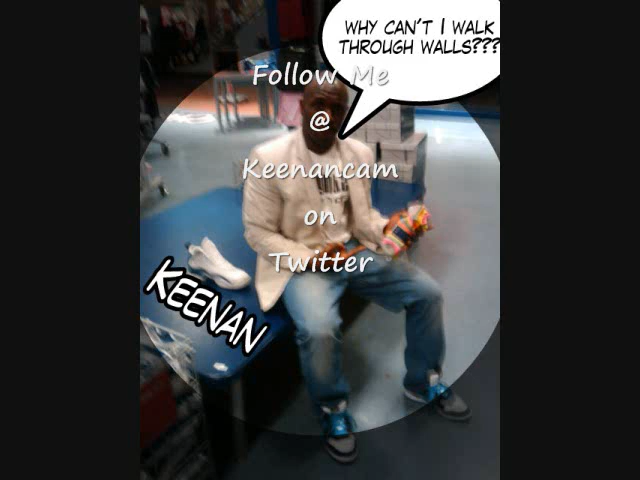 WHY CAN'T I WALK
THROUGH WALLS???
Follow Me
@
Keenancam
on
Twitter
KEENAN